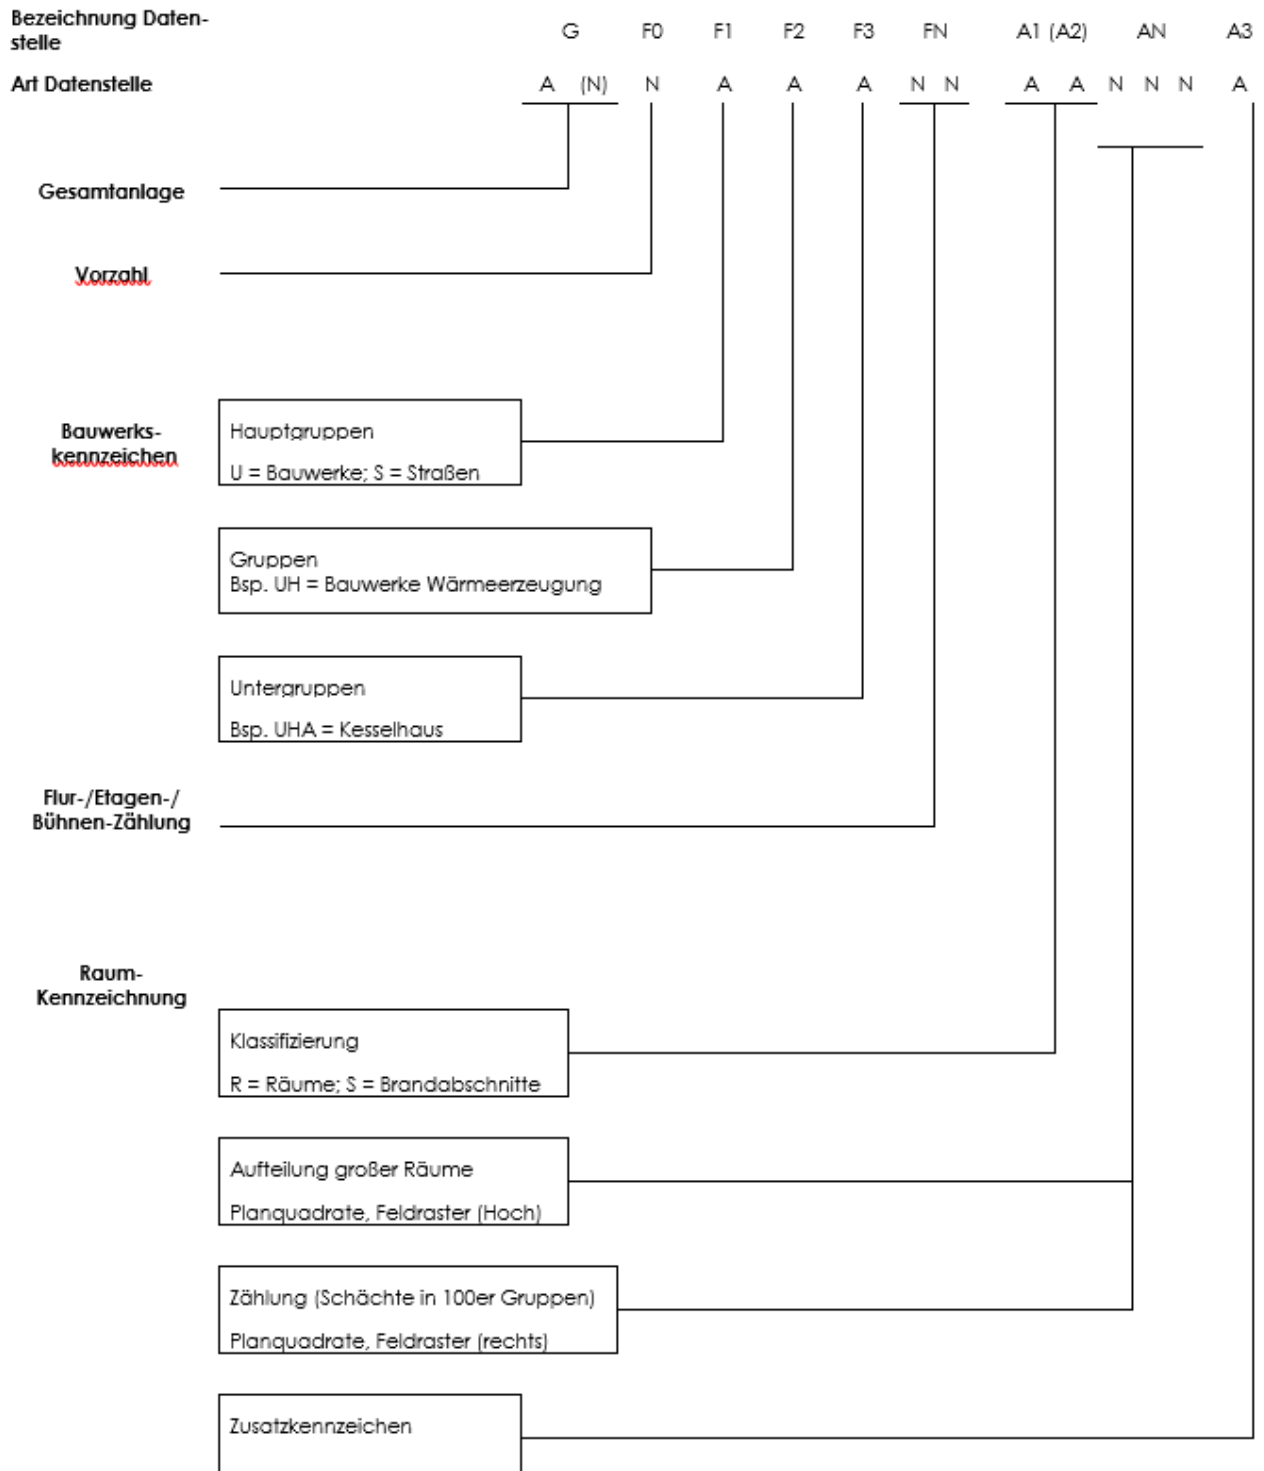 Bezeichnung Daten-
stelle
G F0 F1 F2 F3 FN A1 (A2) AN A3
Art Datenstelle A (N) N A A A N N A A N N N A
Gesamtanlage
Vorzahl
Bauwerks-
kennzeichen
Hauptgruppen
U = Bauwerke; S = Straßen
Gruppen
Bsp. UH = Bauwerke Wärmeerzeugung
Untergruppen
Bsp. UHA = Kesselhaus
Flur-/Etagen-/
Bühnen-Zählung
Raum-
Kennzeichnung
Klassifizierung
R = Räume; S = Brandabschnitte
Aufteilung großer Räume
Planquadrate, Feldraster (Hoch)
Zählung (Schächte in 100er Gruppen)
Planquadrate, Feldraster (rechts)
Zusatzkennzeichen